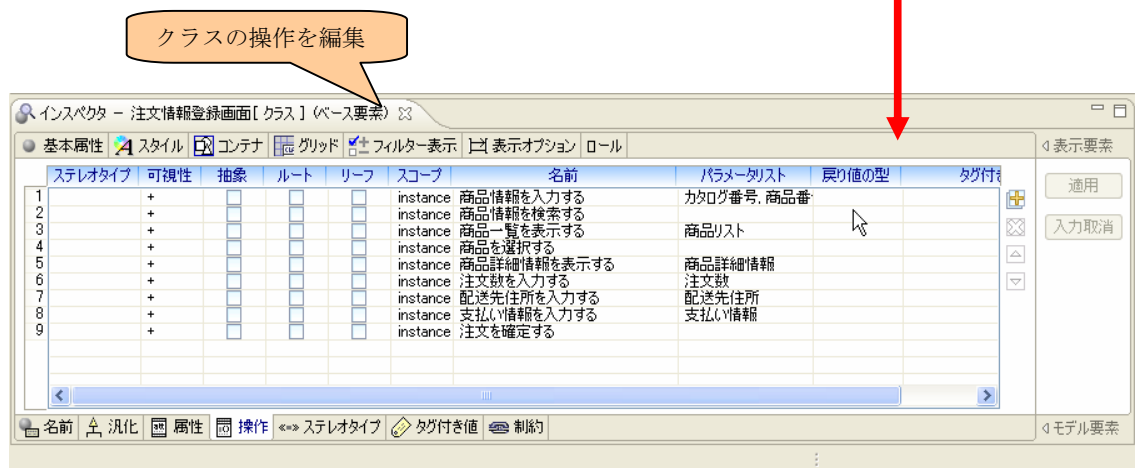 クラスの操作を編集
インスペクタ － 注文情報登録画面[ クラス ] (ベース要素)
基本属性 スタイル コンテナ グリッド フィルター表示 表示オプション ロール 表示要素
ステレオタイプ 可視性 抽象 ルート リーフ スコープ 名前 パラメータリスト 戻り値の型 タグ付き
適用
1 + instance 商品情報を入力する カタログ番号, 商品番
2 + instance 商品情報を検索する
3 + instance 商品一覧を表示する 商品リスト
入力取消
4 + instance 商品を選択する
5 + instance 商品詳細情報を表示する 商品詳細情報
6 + instance 注文数を入力する 注文数
7 + instance 配送先住所を入力する 配送先住所
8 + instance 支払い情報を入力する 支払い情報
9 + instance 注文を確定する
名前 汎化 属性 操作 ステレオタイプ タグ付き値 制約 モデル要素